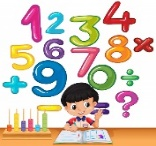 1 2 3 4
5 + 6 7 8 ×
+ 9 0 ÷
− = ?